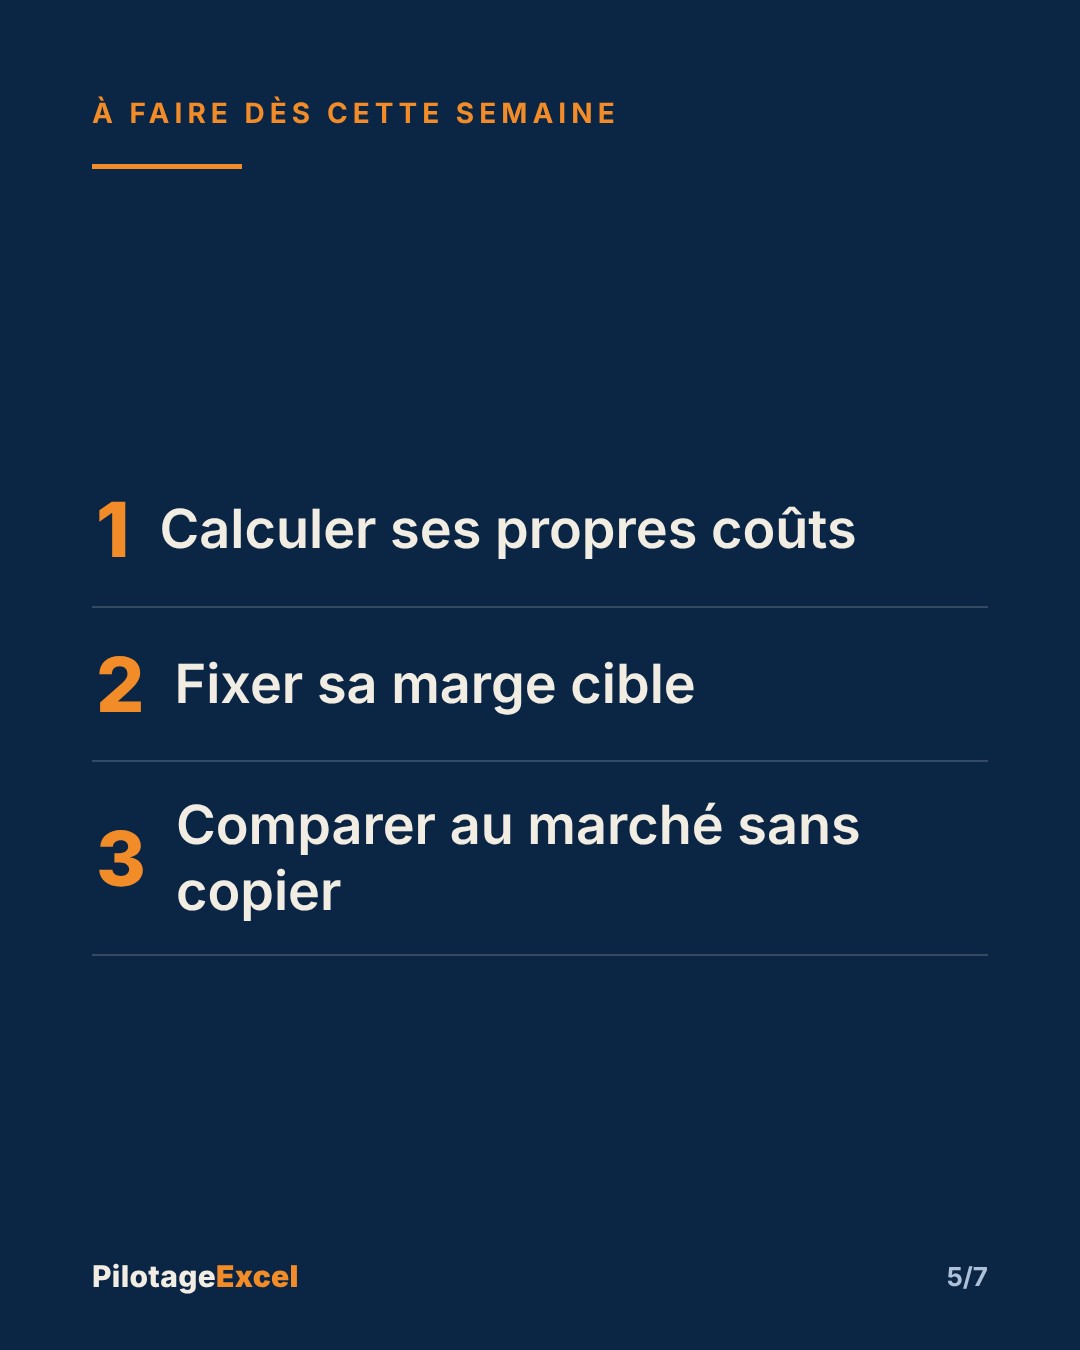 À FAIRE DÈS CETTE SEMAINE
1 Calculer ses propres coûts
2 Fixer sa marge cible
3 Comparer au marché sans
copier
PilotageExcel
5/7